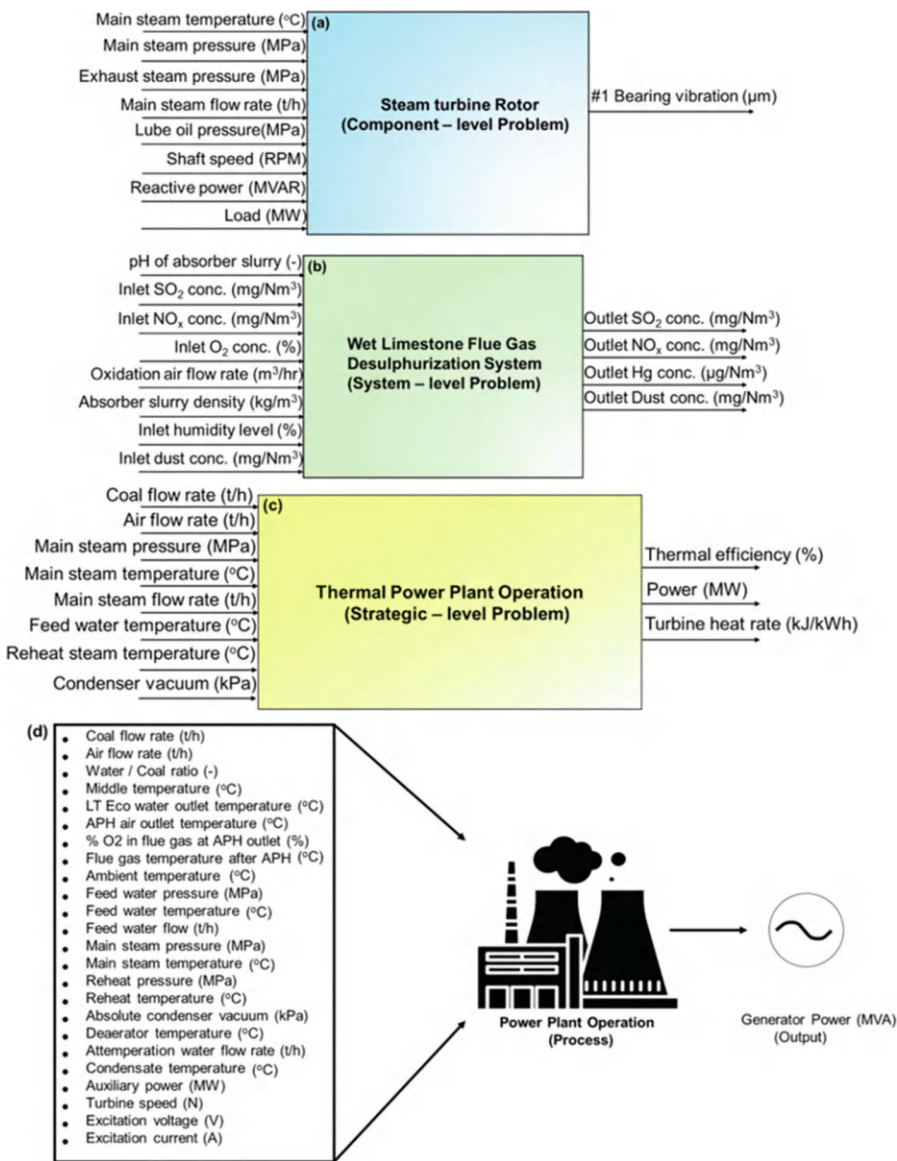 Main steam temperature (°C)
(a)
Main steam pressure (MPa)
Exhaust steam pressure (MPa)
Main steam flow rate (t/h)
Lube oil pressure(MPa)
Shaft speed (RPM)
Reactive power (MVAR)
Load (MW)
Steam turbine Rotor
(Component – level Problem)
#1 Bearing vibration (µm)
pH of absorber slurry (-)
(b)
Inlet SO₂ conc. (mg/Nm³)
Inlet NOₓ conc. (mg/Nm³)
Inlet O₂ conc. (%)
Oxidation air flow rate (m³/hr)
Absorber slurry density (kg/m³)
Inlet humidity level (%)
Inlet dust conc. (mg/Nm³)
Wet Limestone Flue Gas
Desulphurization System
(System – level Problem)
Outlet SO₂ conc. (mg/Nm³)
Outlet NOₓ conc. (mg/Nm³)
Outlet Hg conc. (µg/Nm³)
Outlet Dust conc. (mg/Nm³)
Coal flow rate (t/h)
(c)
Air flow rate (t/h)
Main steam pressure (MPa)
Main steam temperature (°C)
Main steam flow rate (t/h)
Feed water temperature (°C)
Reheat steam temperature (°C)
Condenser vacuum (kPa)
Thermal Power Plant Operation
(Strategic – level Problem)
Thermal efficiency (%)
Power (MW)
Turbine heat rate (kJ/kWh)
(d)
• Coal flow rate (t/h)
• Air flow rate (t/h)
• Water / Coal ratio (-)
• Middle temperature (°C)
• LT Eco water outlet temperature (°C)
• APH air outlet temperature (°C)
• % O2 in flue gas at APH outlet (%)
• Flue gas temperature after APH (°C)
• Ambient temperature (°C)
• Feed water pressure (MPa)
• Feed water temperature (°C)
• Feed water flow (t/h)
• Main steam pressure (MPa)
• Main steam temperature (°C)
• Reheat pressure (MPa)
• Reheat temperature (°C)
• Absolute condenser vacuum (kPa)
• Deaerator temperature (°C)
• Attemperation water flow rate (t/h)
• Condensate temperature (°C)
• Auxiliary power (MW)
• Turbine speed (N)
• Excitation voltage (V)
• Excitation current (A)
Power Plant Operation
(Process)
Generator Power (MVA)
(Output)